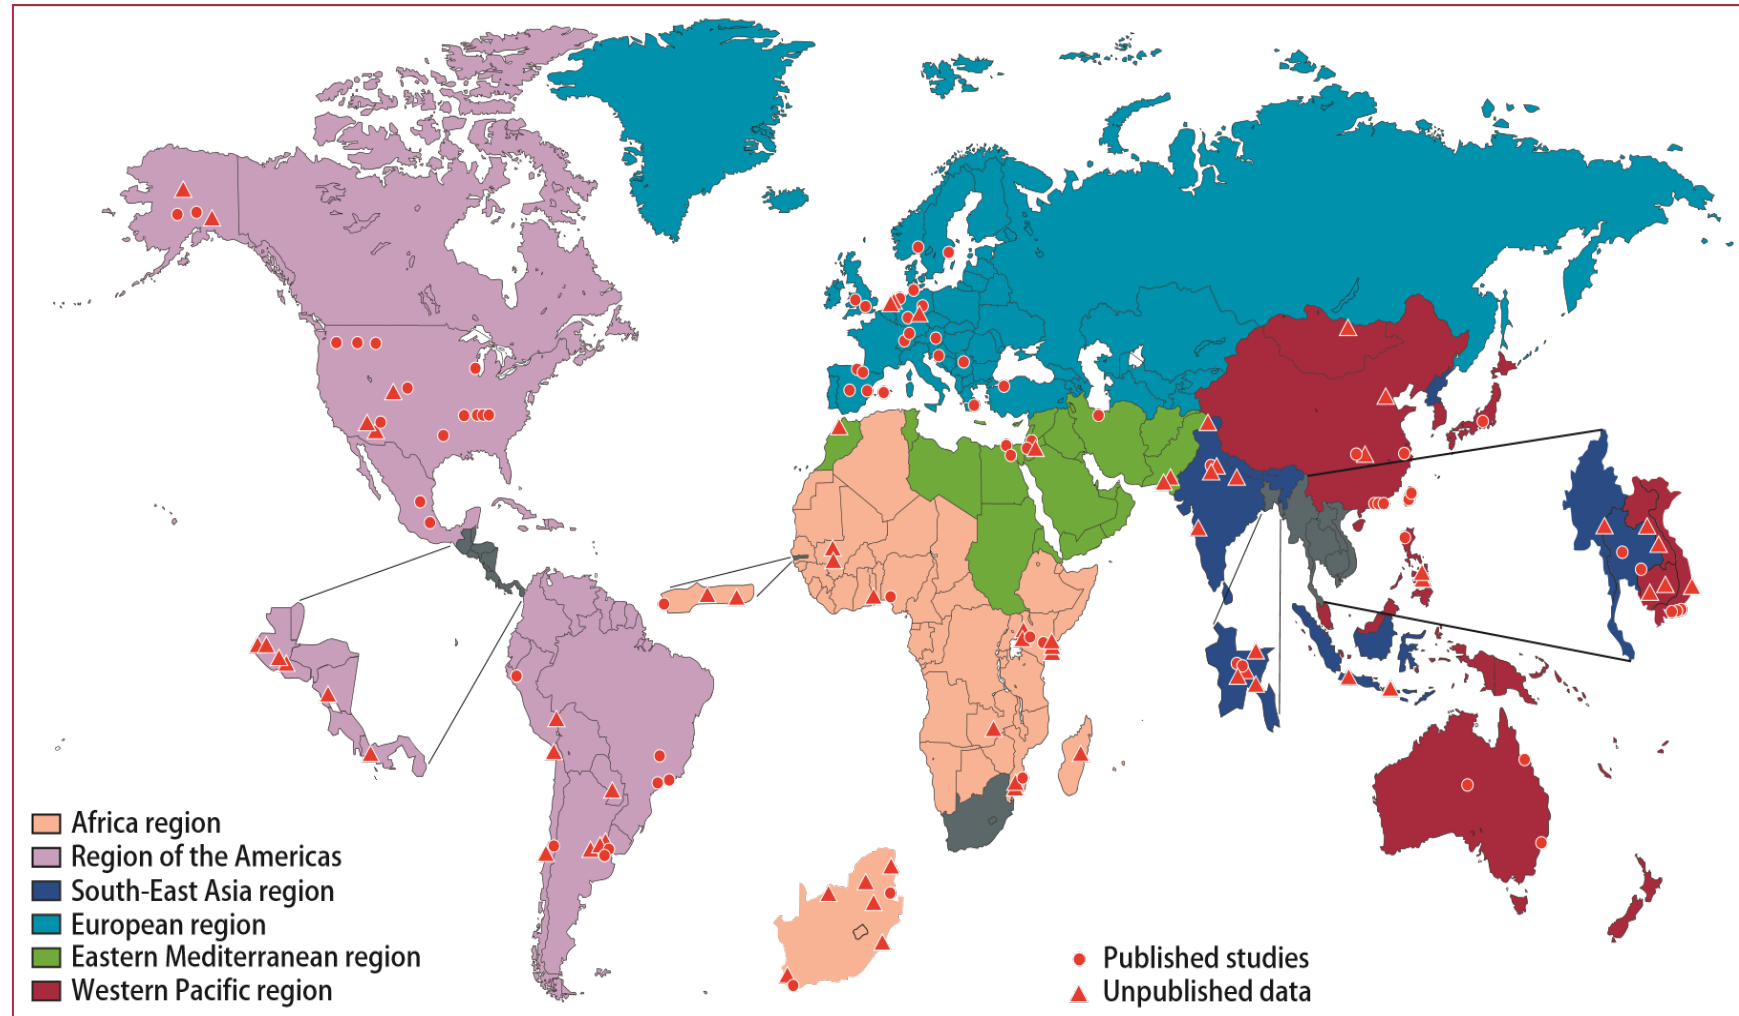 Africa region
Region of the Americas
South-East Asia region
European region
Eastern Mediterranean region
Western Pacific region
Published studies
Unpublished data